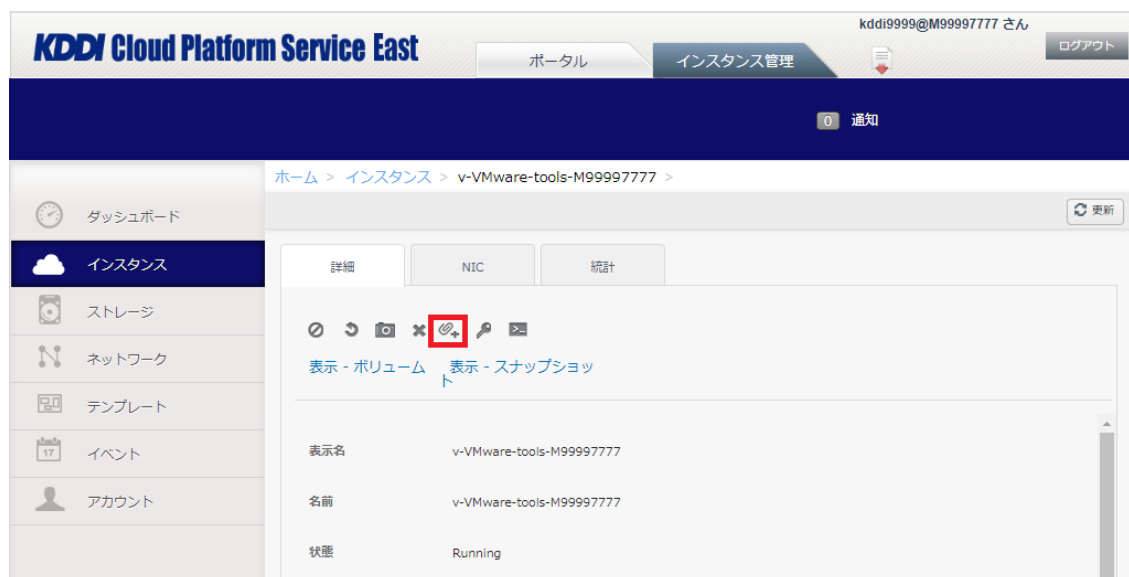 kddi9999@M99997777 さん
KDDI Cloud Platform Service East
ポータル
インスタンス管理
ログアウト
0 通知
ホーム > インスタンス > v-VMware-tools-M99997777 >
更新
ダッシュボード
インスタンス
ストレージ
ネットワーク
テンプレート
17 イベント
アカウント
詳細
NIC
統計
表示 - ボリューム
表示 - スナップショッ
ト
表示名 v-VMware-tools-M99997777
名前 v-VMware-tools-M99997777
状態 Running